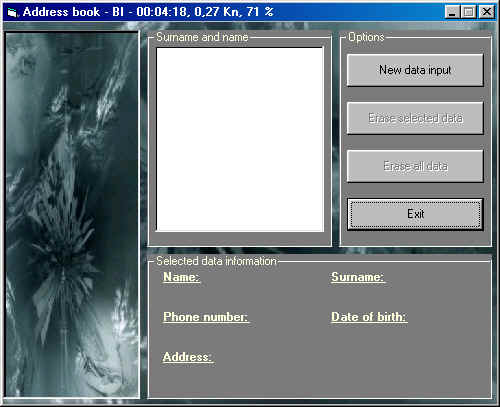 Address book - BI - 00:04:18, 0,27 Kn, 71 %
Surname and name
Options
New data input
Erase selected data
Erase all data
Exit
Selected data information
Name: Surname:
Phone number: Date of birth:
Address: